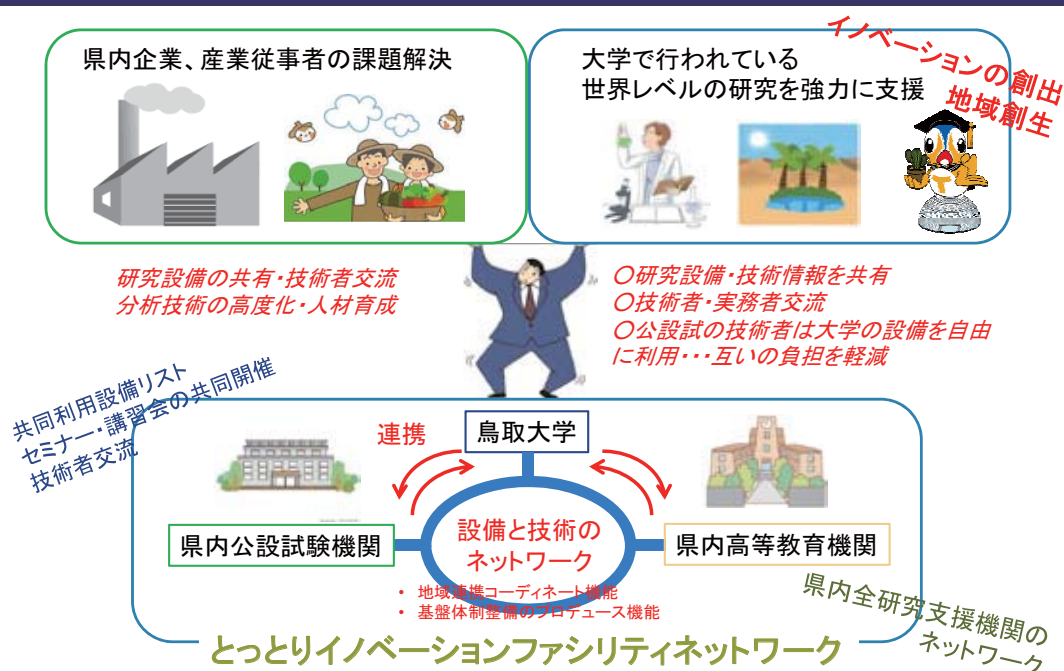 県内企業、産業従事者の課題解決
大学で行われている
世界レベルの研究を強力に支援
イノベーションの創出
地域創生
研究設備の共有・技術者交流
分析技術の高度化・人材育成
〇研究設備・技術情報を共有
〇技術者・実務者交流
〇公設試の技術者は大学の設備を自由
に利用・・・互いの負担を軽減
共同利用設備リスト
セミナー・講習会の共同開催
技術者交流
連携
鳥取大学
県内公設試験機関
設備と技術の
ネットワーク
県内高等教育機関
• 地域連携コーディネート機能
• 基盤体制整備のプロデュース機能
県内全研究支援機関の
ネットワーク
とっとりイノベーションファシリティネットワーク